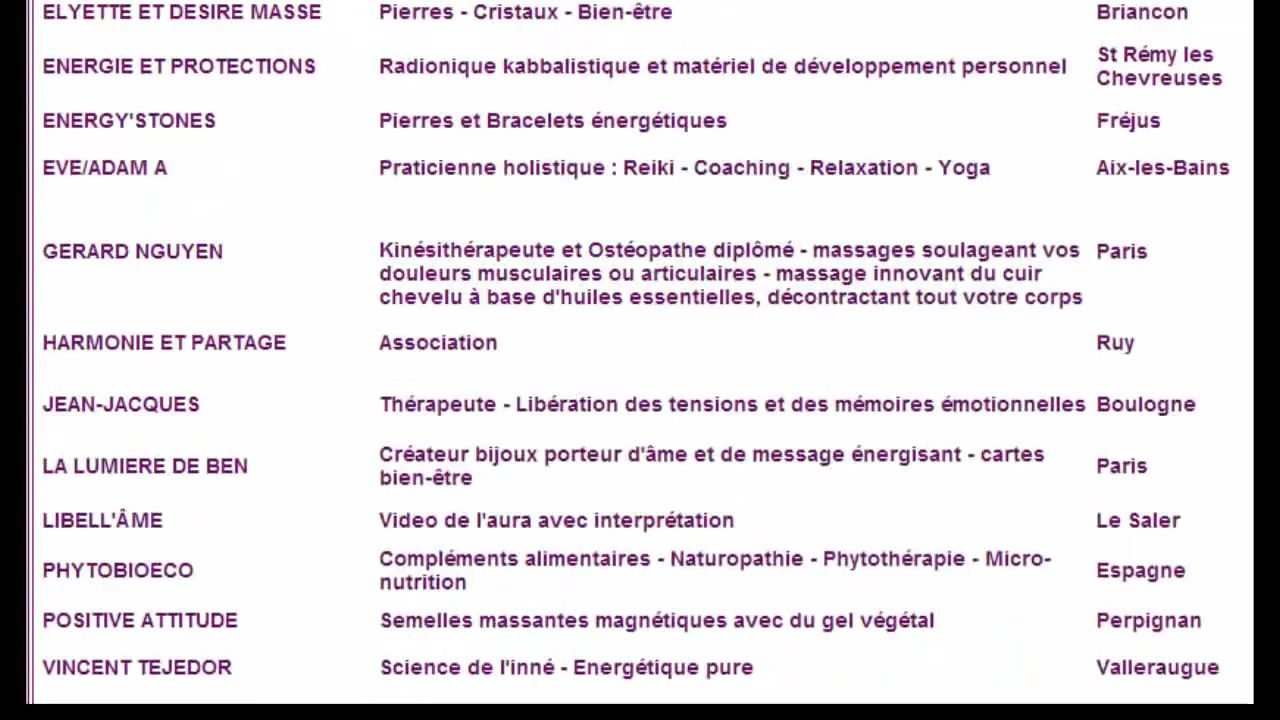 ELYETTE ET DESIRE MASSE Pierres - Cristaux - Bien-être Briancon
ENERGIE ET PROTECTIONS Radionique kabbalistique et matériel de développement personnel St Rémy les
Chevreuses
ENERGY'STONES Pierres et Bracelets énergétiques Fréjus
EVE/ADAM A Praticienne holistique : Reiki - Coaching - Relaxation - Yoga Aix-les-Bains
GERARD NGUYEN Kinésithérapeute et Ostéopathe diplômé - massages soulageant vos Paris
douleurs musculaires ou articulaires - massage innovant du cuir
chevelu à base d'huiles essentielles, décontractant tout votre corps
HARMONIE ET PARTAGE Association Ruy
JEAN-JACQUES Thérapeute - Libération des tensions et des mémoires émotionnelles Boulogne
LA LUMIERE DE BEN Créateur bijoux porteur d'âme et de message énergisant - cartes Paris
bien-être
LIBELL'ÂME Video de l'aura avec interprétation Le Saler
PHYTOBIOECO Compléments alimentaires - Naturopathie - Phytothérapie - Micro- Espagne
nutrition
POSITIVE ATTITUDE Semelles massantes magnétiques avec du gel végétal Perpignan
VINCENT TEJEDOR Science de l'inné - Energétique pure Valleraugue